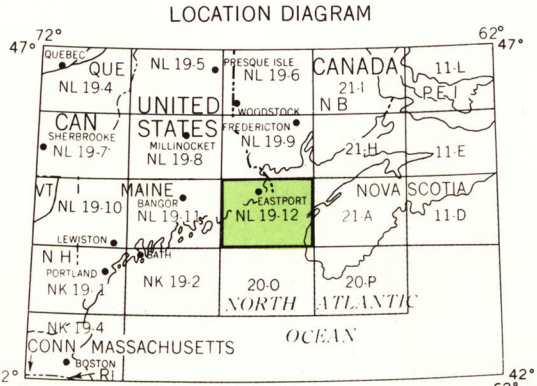 LOCATION DIAGRAM
72°
62°
47°
47°
QUEBEC
QUE
NL 19-4
NL 19-5
PRESQUE ISLE
NL 19-6
CANADA
21-I
N B
11-L
P E I
UNITED
STATES
WOODSTOCK
FREDERICTON
CAN
SHERBROOKE
NL 19-7
MILLINOCKET
NL 19-8
NL 19-9
21-H
11-E
VT
MAINE
NOVA SCOTIA
NL 19-10
BANGOR
NL 19-11
EASTPORT
NL 19-12
21-A
11-D
LEWISTON
N H
BATH
PORTLAND
NK 19-1
NK 19-2
20-O
20-P
NORTH ATLANTIC
OCEAN
NK 19-4
CONN MASSACHUSETTS
BOSTON
RI
2°
42°